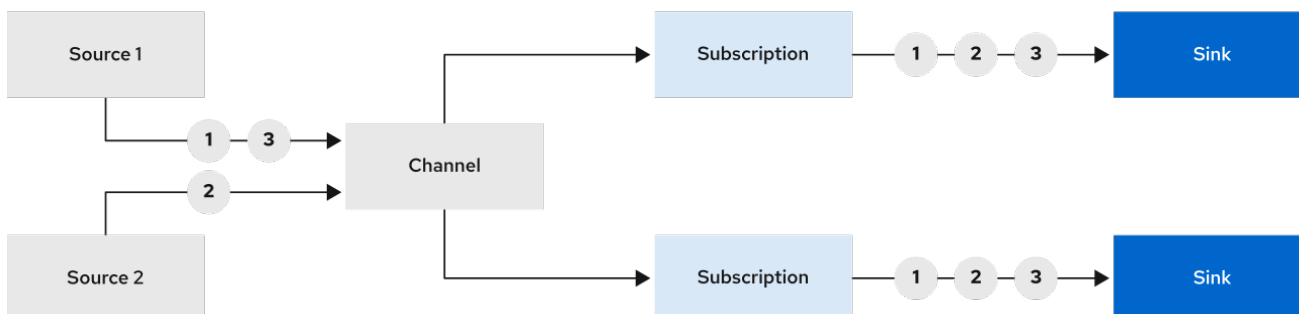 Source 1
Subscription
1 2 3
Sink
1 3
Channel
2
Source 2
Subscription
1 2 3
Sink